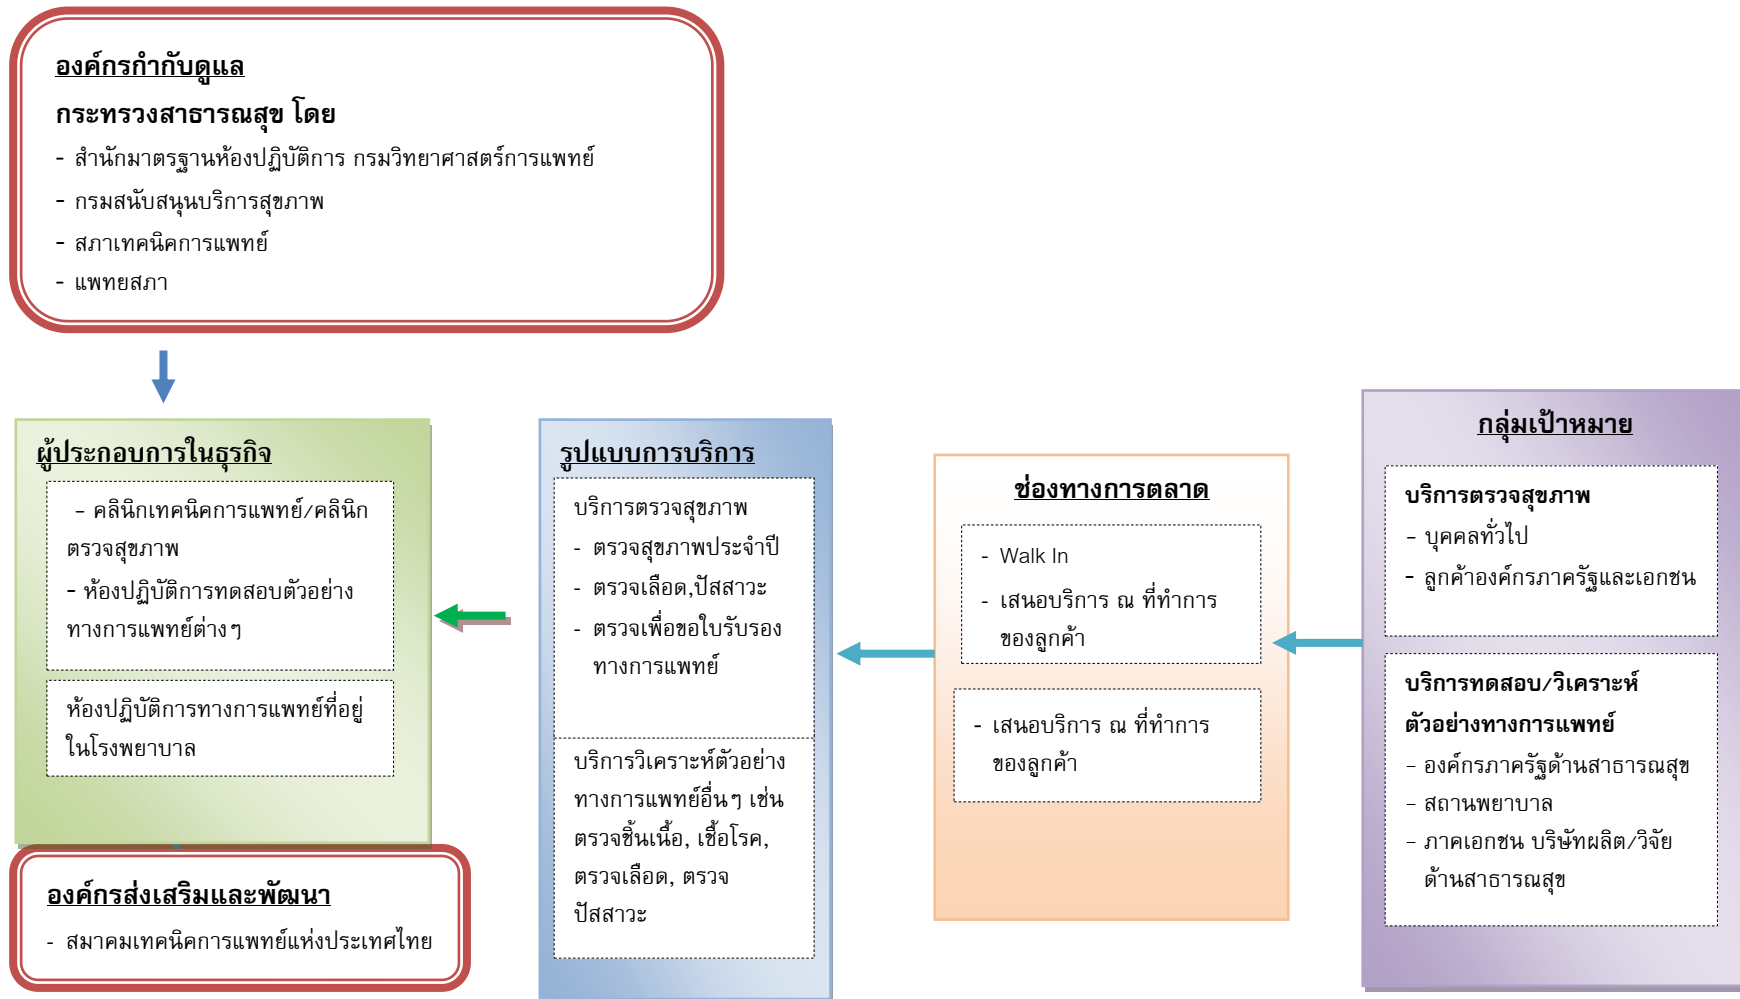 องค์กรกำกับดูแล
กระทรวงสาธารณสุข โดย
- สำนักมาตรฐานห้องปฏิบัติการ กรมวิทยาศาสตร์การแพทย์
- กรมสนับสนุนบริการสุขภาพ
- สภาเทคนิคการแพทย์
- แพทยสภา
ผู้ประกอบการในธุรกิจ
– คลินิกเทคนิคการแพทย์/คลินิก
ตรวจสุขภาพ
- ห้องปฏิบัติการทดสอบตัวอย่าง
ทางการแพทย์ต่างๆ
ห้องปฏิบัติการทางการแพทย์ที่อยู่
ในโรงพยาบาล
องค์กรส่งเสริมและพัฒนา
- สมาคมเทคนิคการแพทย์แห่งประเทศไทย
รูปแบบการบริการ
บริการตรวจสุขภาพ
- ตรวจสุขภาพประจำปี
- ตรวจเลือด,ปัสสาวะ
- ตรวจเพื่อขอใบรับรอง
ทางการแพทย์
บริการวิเคราะห์ตัวอย่าง
ทางการแพทย์อื่นๆ เช่น
ตรวจชิ้นเนื้อ, เชื้อโรค,
ตรวจเลือด, ตรวจ
ปัสสาวะ
ช่องทางการตลาด
- Walk In
- เสนอบริการ ณ ที่ทำการ
ของลูกค้า
- เสนอบริการ ณ ที่ทำการ
ของลูกค้า
กลุ่มเป้าหมาย
บริการตรวจสุขภาพ
– บุคคลทั่วไป
- ลูกค้าองค์กรภาครัฐและเอกชน
บริการทดสอบ/วิเคราะห์
ตัวอย่างทางการแพทย์
– องค์กรภาครัฐด้านสาธารณสุข
– สถานพยาบาล
– ภาคเอกชน บริษัทผลิต/วิจัย
ด้านสาธารณสุข